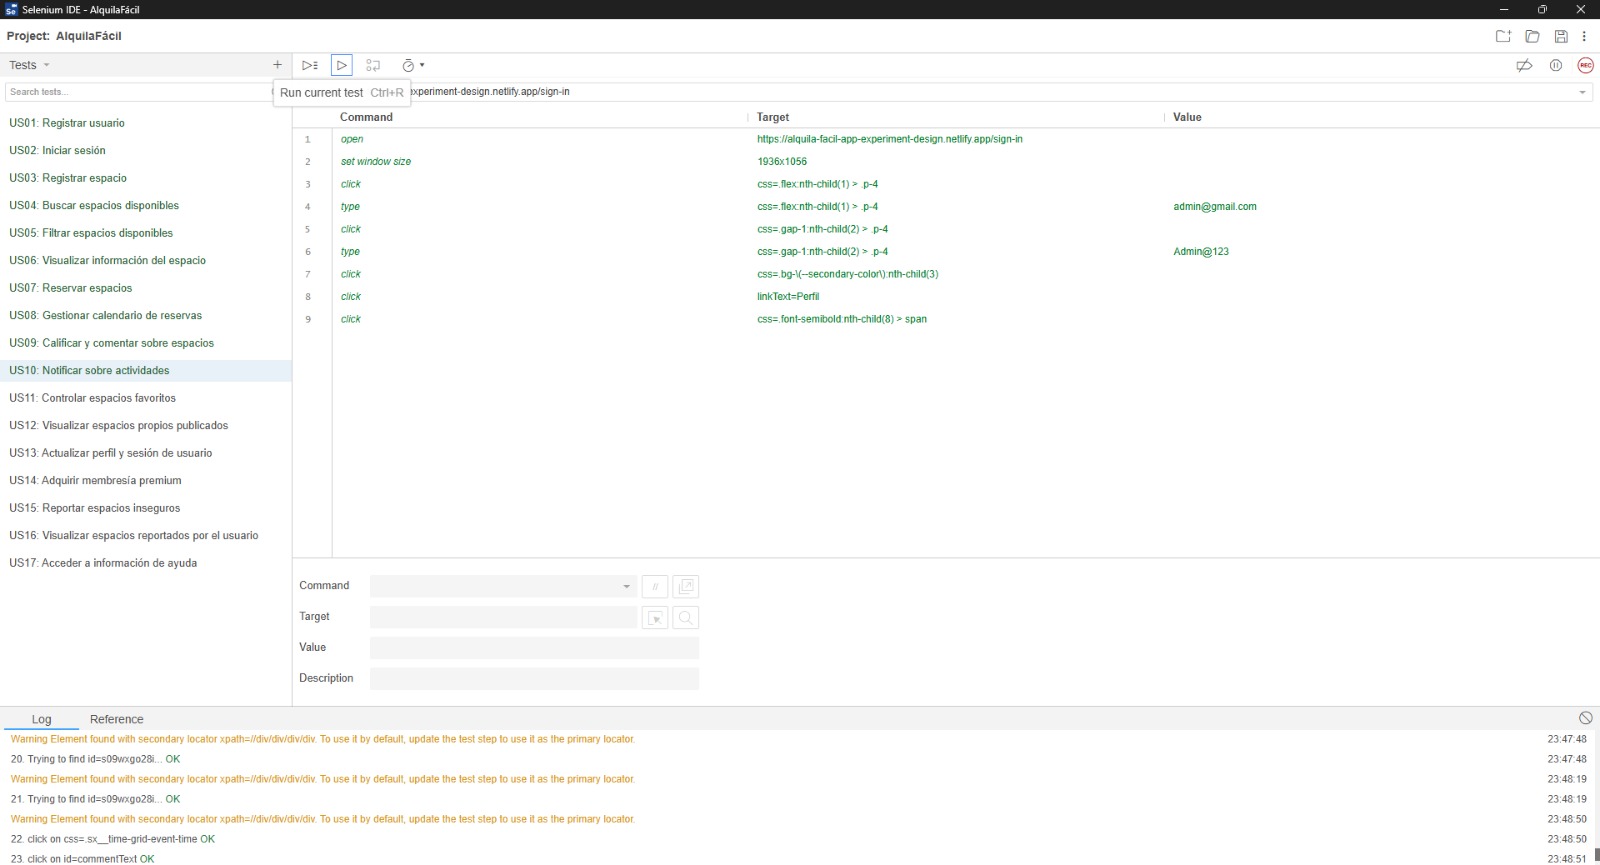 Selenium IDE - AlquilaFácil
Project: AlquilaFácil
Tests
Search tests...
Run current test Ctrl+R
xperiment-design.netlify.app/sign-in
REC
US01: Registrar usuario
US02: Iniciar sesión
US03: Registrar espacio
US04: Buscar espacios disponibles
US05: Filtrar espacios disponibles
US06: Visualizar información del espacio
US07: Reservar espacios
US08: Gestionar calendario de reservas
US09: Calificar y comentar sobre espacios
US10: Notificar sobre actividades
US11: Controlar espacios favoritos
US12: Visualizar espacios propios publicados
US13: Actualizar perfil y sesión de usuario
US14: Adquirir membresía premium
US15: Reportar espacios inseguros
US16: Visualizar espacios reportados por el usuario
US17: Acceder a información de ayuda
Command Target Value
1 open https://alquila-facil-app-experiment-design.netlify.app/sign-in
2 set window size 1936x1056
3 click css=.flex:nth-child(1) > .p-4
4 type css=.flex:nth-child(1) > .p-4 admin@gmail.com
5 click css=.gap-1:nth-child(2) > .p-4
6 type css=.gap-1:nth-child(2) > .p-4 Admin@123
7 click css=.bg-\(--secondary-color\):nth-child(3)
8 click linkText=Perfil
9 click css=.font-semibold:nth-child(8) > span
Command //
Target
Value
Description
Log Reference
Warning Element found with secondary locator xpath=//div/div/div/div. To use it by default, update the test step to use it as the primary locator. 23:47:48
20. Trying to find id=s09wxgo28i... OK 23:47:48
Warning Element found with secondary locator xpath=//div/div/div/div. To use it by default, update the test step to use it as the primary locator. 23:48:19
21. Trying to find id=s09wxgo28i... OK 23:48:19
Warning Element found with secondary locator xpath=//div/div/div/div. To use it by default, update the test step to use it as the primary locator. 23:48:50
22. click on css=.sx__time-grid-event-time OK 23:48:50
23. click on id=commentText OK 23:48:51